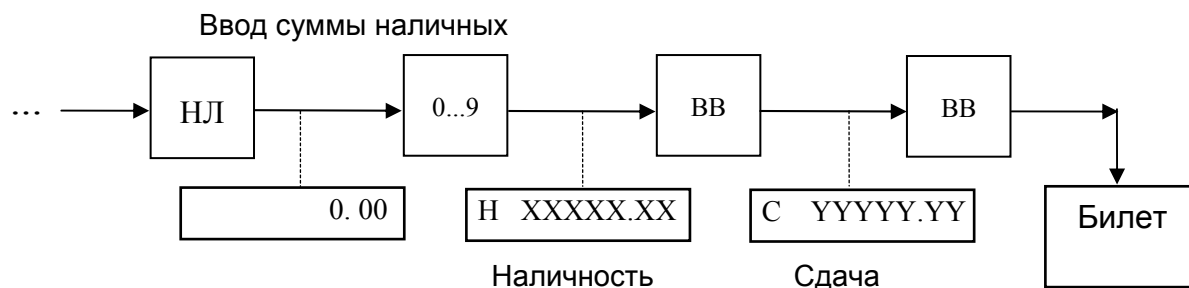 Ввод суммы наличных
... НЛ 0...9 ВВ ВВ
0. 00 Н XXXXX.XX С YYYYY.YY Билет
Наличность Сдача